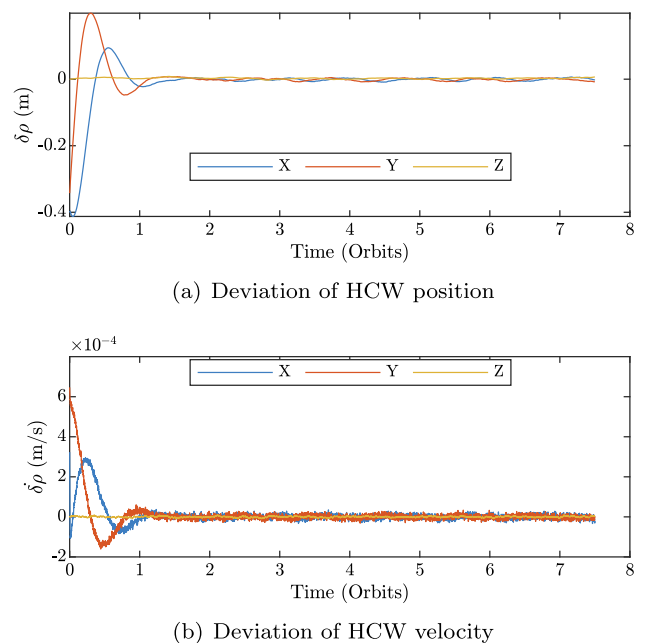 0
-0.2
-0.4
δρ (m)
X Y Z
0 1 2 3 4 5 6 7 8
Time (Orbits)
(a) Deviation of HCW position
×10⁻⁴
6
4
2
0
-2
δ̇ρ (m/s)
X Y Z
0 1 2 3 4 5 6 7 8
Time (Orbits)
(b) Deviation of HCW velocity